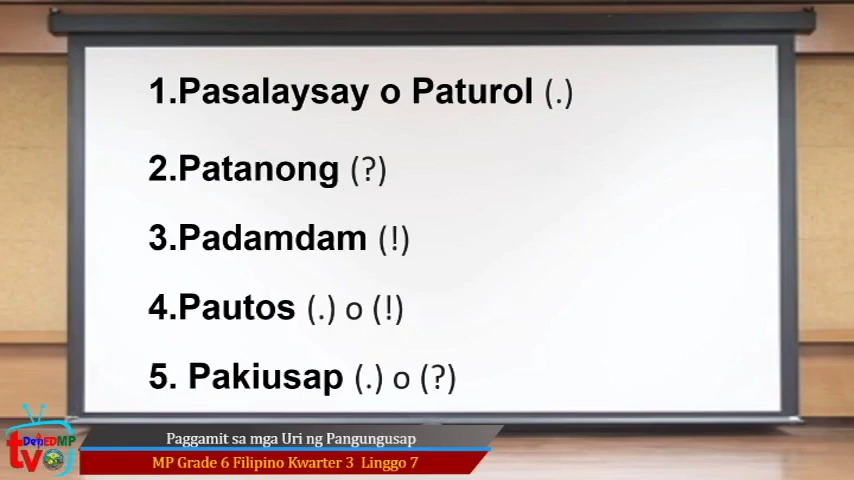 1.Pasalaysay o Paturol (.)
2.Patanong (?)
3.Padamdam (!)
4.Pautos (.) o (!)
5. Pakiusap (.) o (?)
DepEDMP
tv
Paggamit sa mga Uri ng Pangungusap
MP Grade 6 Filipino Kwarter 3 Linggo 7